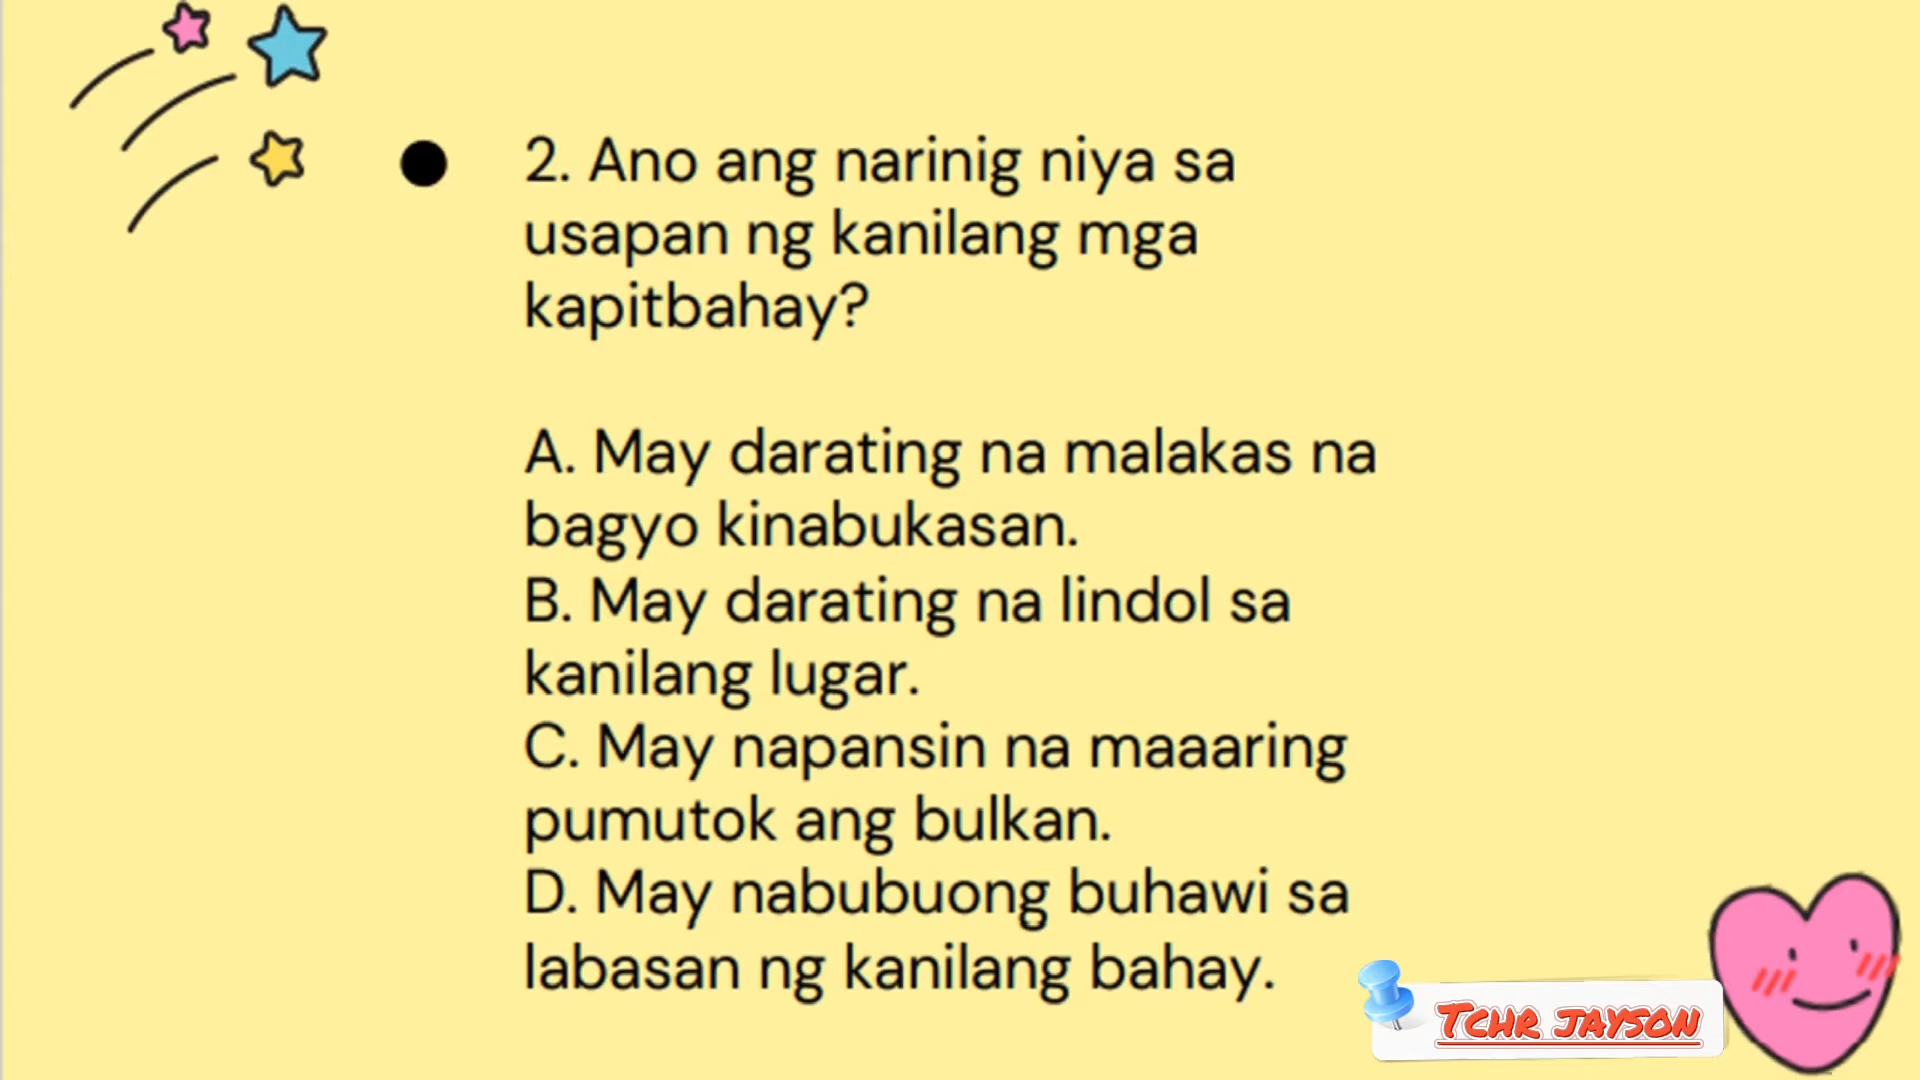 2. Ano ang narinig niya sa
usapan ng kanilang mga
kapitbahay?
A. May darating na malakas na
bagyo kinabukasan.
B. May darating na lindol sa
kanilang lugar.
C. May napansin na maaaring
pumutok ang bulkan.
D. May nabubuong buhawi sa
labasan ng kanilang bahay.
TCHR JAYSON